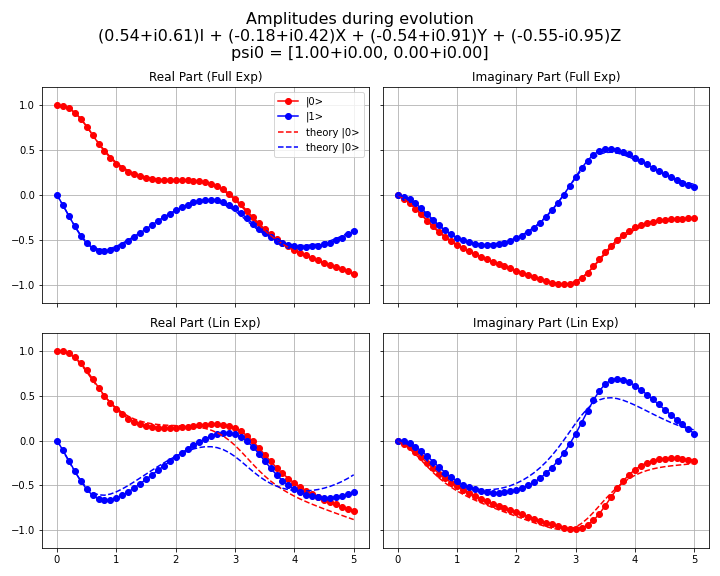 Amplitudes during evolution
(0.54+i0.61)I + (-0.18+i0.42)X + (-0.54+i0.91)Y + (-0.55-i0.95)Z
psi0 = [1.00+i0.00, 0.00+i0.00]
Real Part (Full Exp)
1.0
0.5
0.0
−0.5
−1.0
|0>
|1>
theory |0>
theory |0>
Imaginary Part (Full Exp)
Real Part (Lin Exp)
1.0
0.5
0.0
−0.5
−1.0
0 1 2 3 4 5
Imaginary Part (Lin Exp)
0 1 2 3 4 5